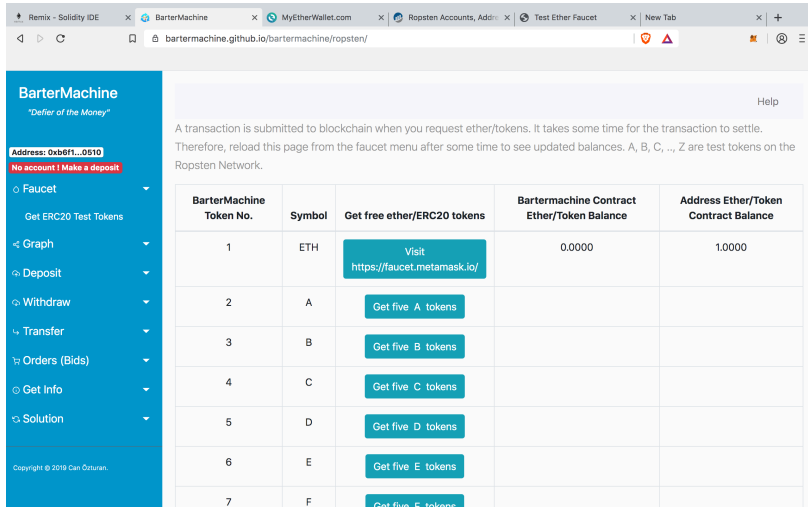 Remix - Solidity IDE
BarterMachine
MyEtherWallet.com
Ropsten Accounts, Addre
Test Ether Faucet
New Tab
bartermachine.github.io/bartermachine/ropsten/
BarterMachine
"Defier of the Money"
Address: 0xb6f1...0510
No account ! Make a deposit
Faucet
Get ERC20 Test Tokens
Graph
Deposit
Withdraw
Transfer
Orders (Bids)
Get Info
Solution
Copyright @ 2019 Can Özturan.
Help
A transaction is submitted to blockchain when you request ether/tokens. It takes some time for the transaction to settle.
Therefore, reload this page from the faucet menu after some time to see updated balances. A, B, C, .., Z are test tokens on the
Ropsten Network.
BarterMachine Token No.
Symbol
Get free ether/ERC20 tokens
Bartermachine Contract Ether/Token Balance
Address Ether/Token Contract Balance
1 ETH Visit https://faucet.metamask.io/ 0.0000 1.0000
2 A Get five A tokens
3 B Get five B tokens
4 C Get five C tokens
5 D Get five D tokens
6 E Get five E tokens
7 F Get five F tokens